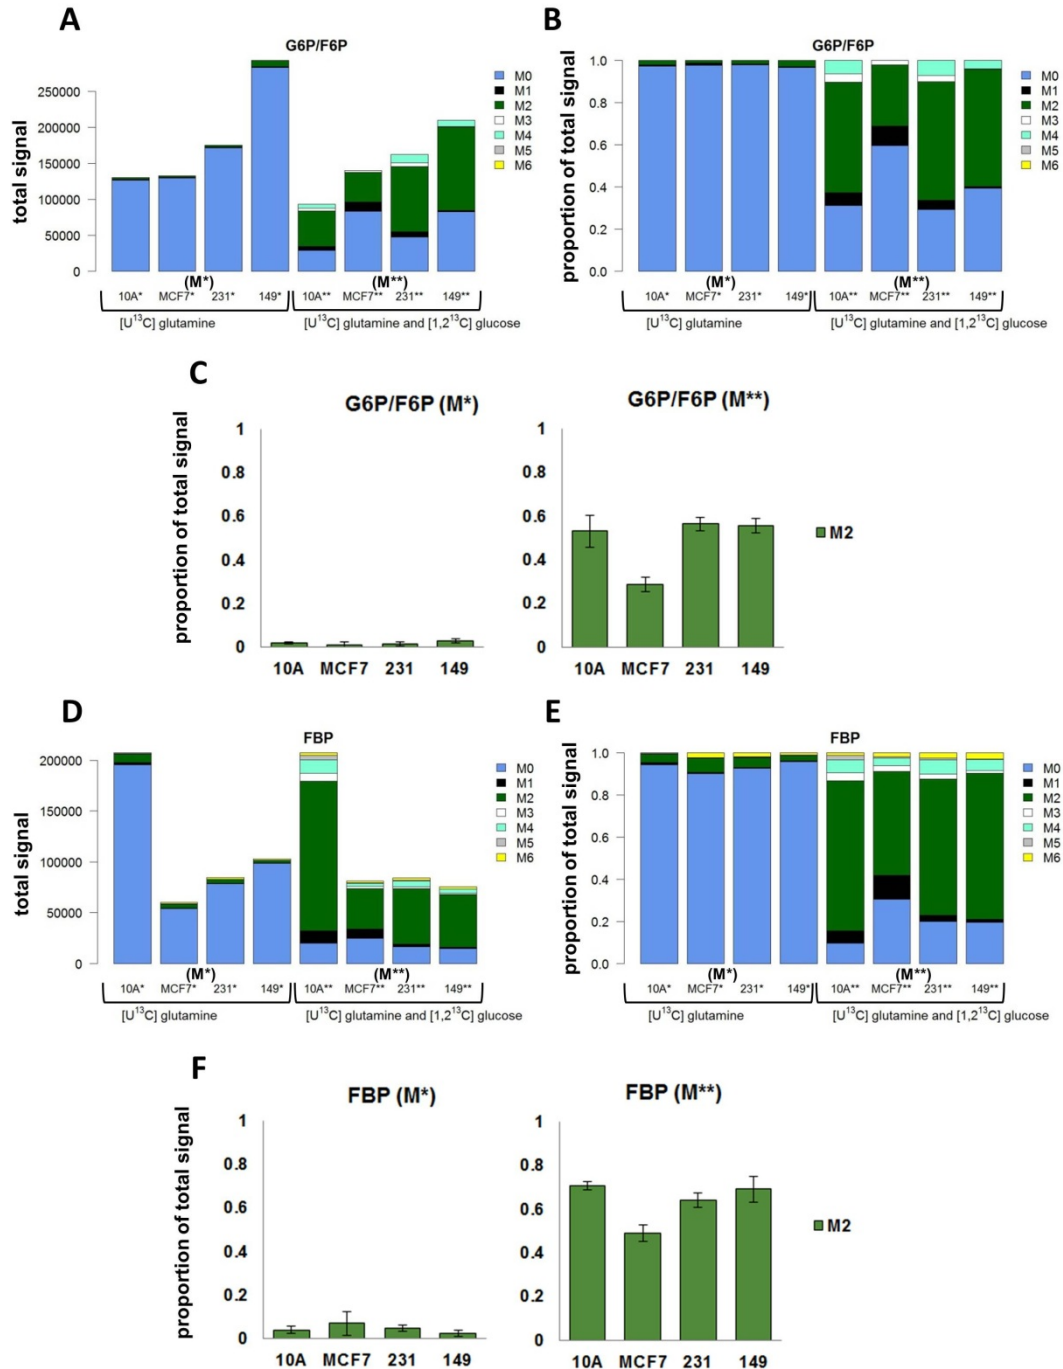 A
G6P/F6P
total signal
250000
200000
150000
100000
50000
0
M0
M1
M2
M3
M4
M5
M6
(M*)
(M**)
10A* MCF7* 231* 149* 10A** MCF7** 231** 149**
[U¹³C] glutamine
[U¹³C] glutamine and [1,2¹³C] glucose
B
G6P/F6P
proportion of total signal
1.0
0.8
0.6
0.4
0.2
0.0
M0
M1
M2
M3
M4
M5
M6
(M*)
(M**)
10A* MCF7* 231* 149* 10A** MCF7** 231** 149**
[U¹³C] glutamine
[U¹³C] glutamine and [1,2¹³C] glucose
C
G6P/F6P (M*)
proportion of total signal
1
0.8
0.6
0.4
0.2
0
10A MCF7 231 149
G6P/F6P (M**)
1
0.8
0.6
0.4
0.2
0
10A MCF7 231 149
M2
D
FBP
total signal
200000
150000
100000
50000
0
M0
M1
M2
M3
M4
M5
M6
(M*)
(M**)
10A* MCF7* 231* 149* 10A** MCF7** 231** 149**
[U¹³C] glutamine
[U¹³C] glutamine and [1,2¹³C] glucose
E
FBP
proportion of total signal
1.0
0.8
0.6
0.4
0.2
0.0
M0
M1
M2
M3
M4
M5
M6
(M*)
(M**)
10A* MCF7* 231* 149* 10A** MCF7** 231** 149**
[U¹³C] glutamine
[U¹³C] glutamine and [1,2¹³C] glucose
F
FBP (M*)
proportion of total signal
1
0.8
0.6
0.4
0.2
0
10A MCF7 231 149
FBP (M**)
1
0.8
0.6
0.4
0.2
0
10A MCF7 231 149
M2